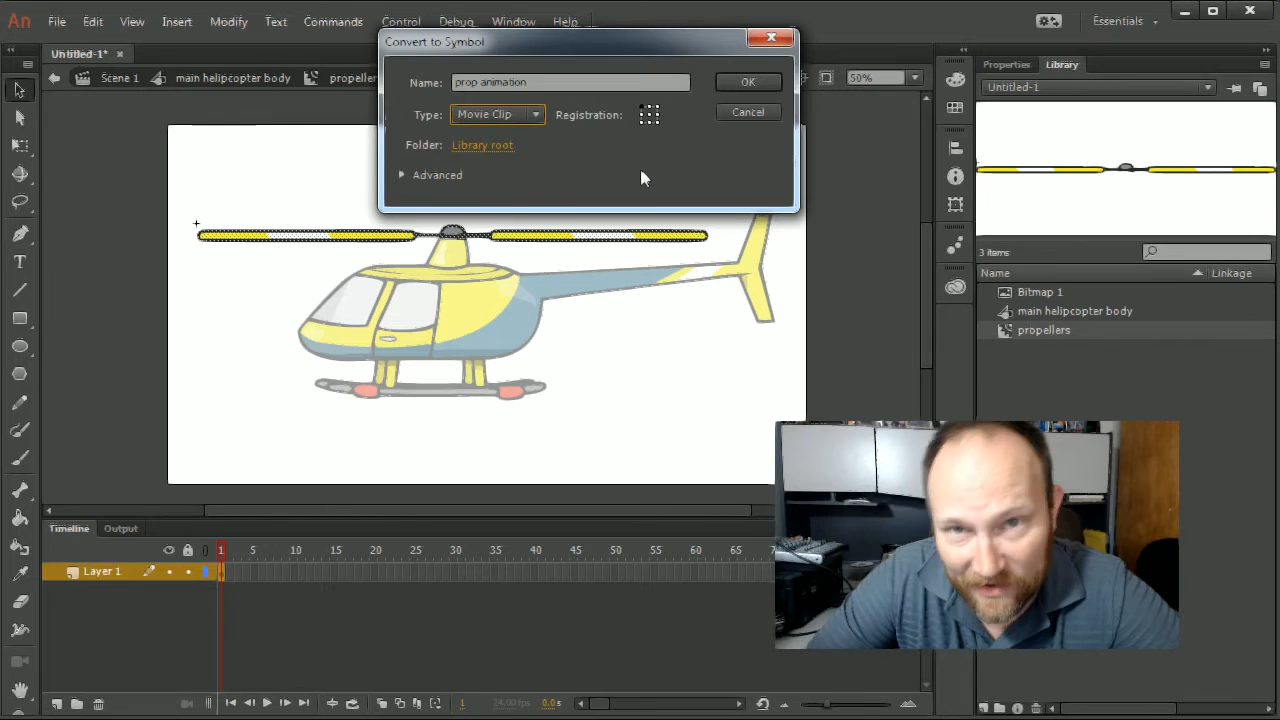 An File Edit View Insert Modify Text Commands Control Debug Window Help Essentials
Convert to Symbol
Untitled-1*
Scene 1 main helipcopter body propeller
50%
Name: prop animation OK
Type: Movie Clip Registration: Cancel
Folder: Library root
Advanced
Properties Library
Untitled-1
3 items
Name Linkage
Bitmap 1
main helipcopter body
propellers
Timeline Output
1 5 10 15 20 25 30 35 40 45 50 55 60 65 7
Layer 1
1 24.00 fps 0.0 s